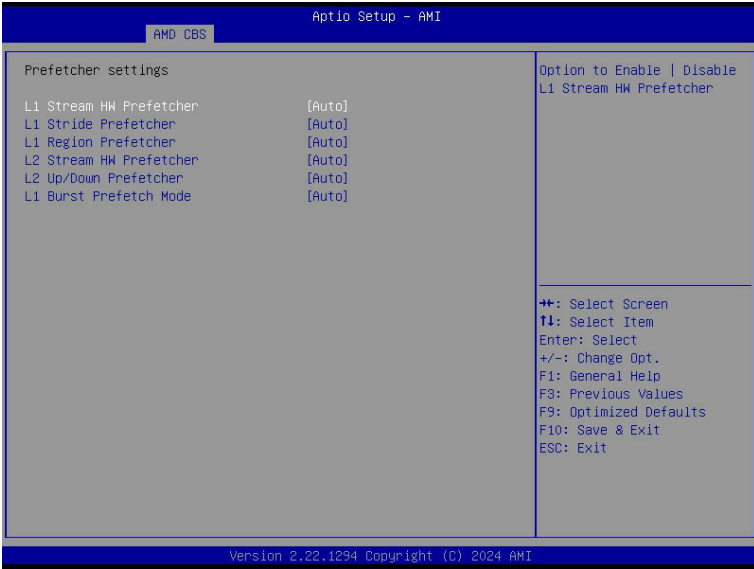 Aptio Setup – AMI
AMD CBS
Prefetcher settings
L1 Stream HW Prefetcher [Auto]
L1 Stride Prefetcher [Auto]
L1 Region Prefetcher [Auto]
L2 Stream HW Prefetcher [Auto]
L2 Up/Down Prefetcher [Auto]
L1 Burst Prefetch Mode [Auto]
Option to Enable | Disable
L1 Stream HW Prefetcher
→←: Select Screen
↑↓: Select Item
Enter: Select
+/-: Change Opt.
F1: General Help
F3: Previous Values
F9: Optimized Defaults
F10: Save & Exit
ESC: Exit
Version 2.22.1294 Copyright (C) 2024 AMI